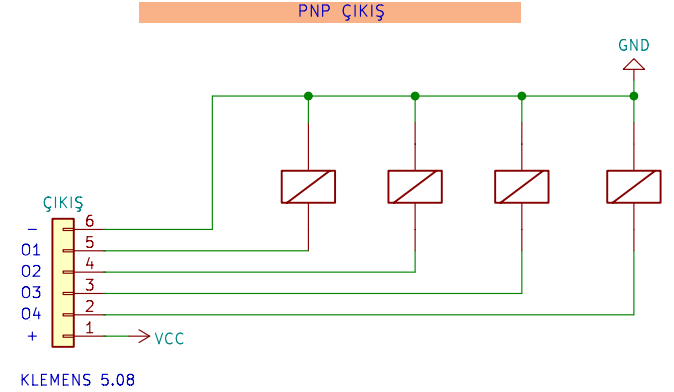 PNP ÇIKIŞ
GND
ÇIKIŞ
- 6
O1 5
O2 4
O3 3
O4 2
+ 1 VCC
KLEMENS 5.08